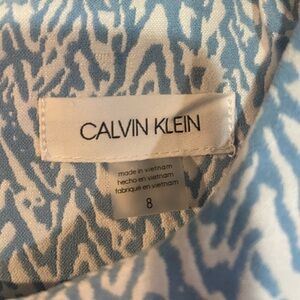 CALVIN KLEIN
made in vietnam
hecho en vietnam
fabriqué en vietnam
8